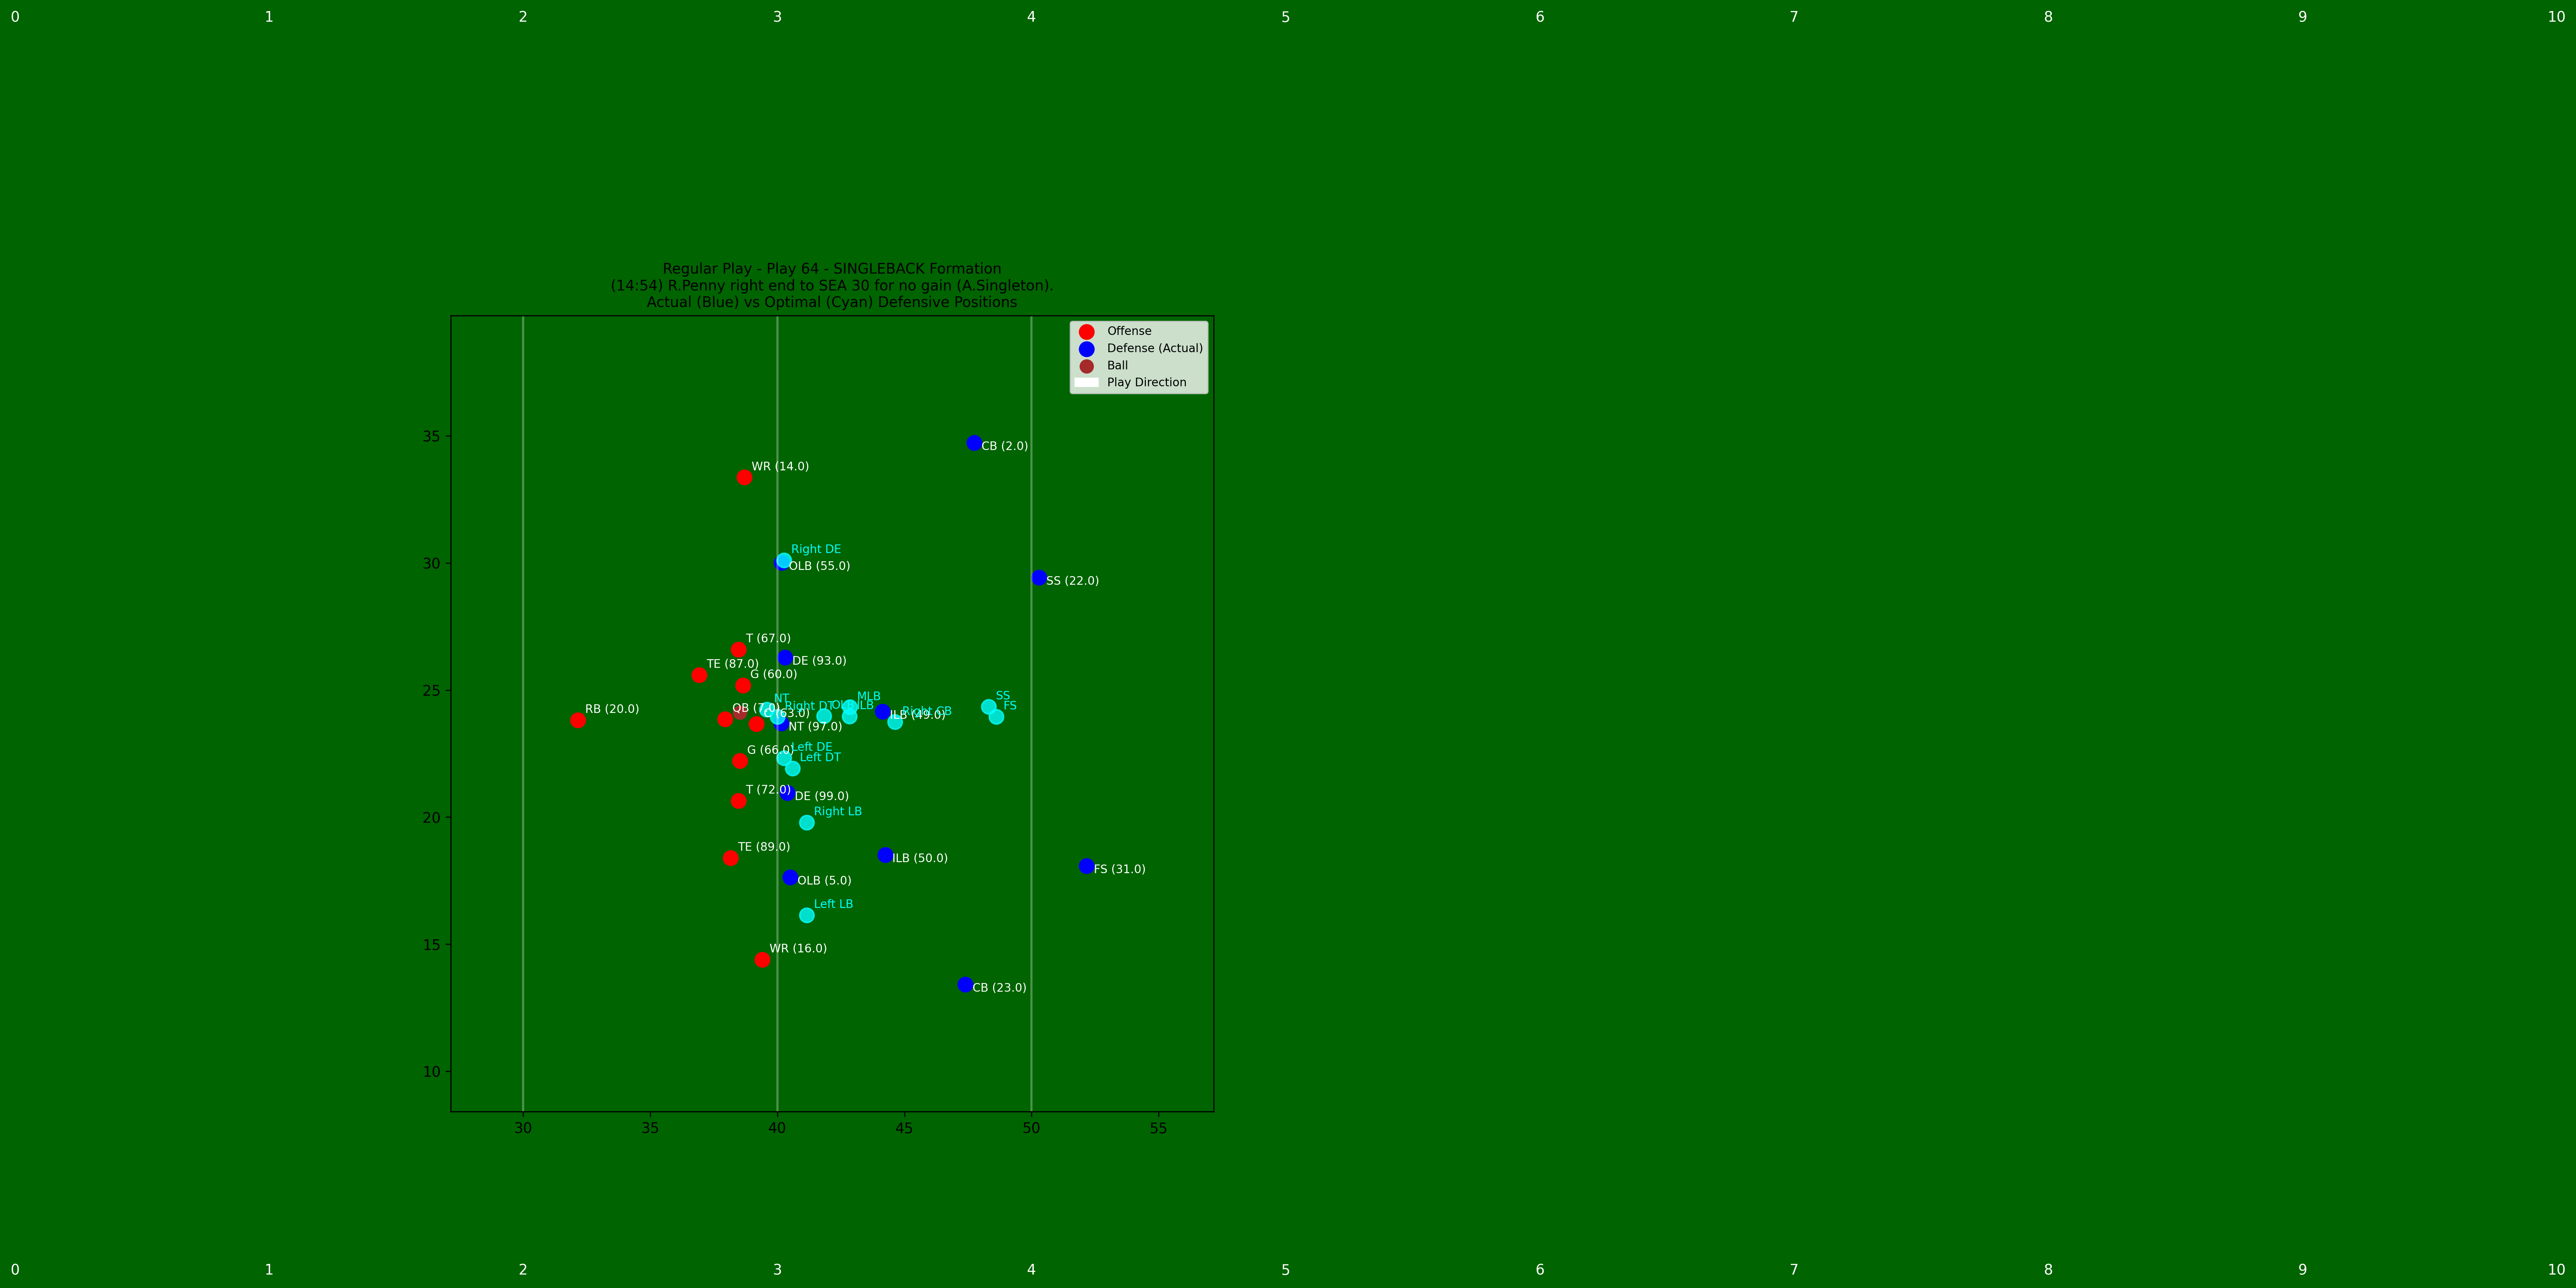 0 1 2 3 4 5 6 7 8 9 10
Regular Play - Play 64 - SINGLEBACK Formation
(14:54) R.Penny right end to SEA 30 for no gain (A.Singleton).
Actual (Blue) vs Optimal (Cyan) Defensive Positions
Offense
Defense (Actual)
Ball
Play Direction
35
CB (2.0)
WR (14.0)
Right DE
30
OLB (55.0)
SS (22.0)
T (67.0)
DE (93.0)
TE (87.0)
G (60.0)
25
NT
MLB
SS
RB (20.0)
QB (7.0)
Right DT
OLB
ILB
FS
C (63.0)
ILB (49.0)
Right CB
NT (97.0)
G (66.0)
Left DE
Left DT
T (72.0)
DE (99.0)
20
Right LB
TE (89.0)
ILB (50.0)
FS (31.0)
OLB (5.0)
Left LB
15
WR (16.0)
CB (23.0)
10
30 35 40 45 50 55
0 1 2 3 4 5 6 7 8 9 10